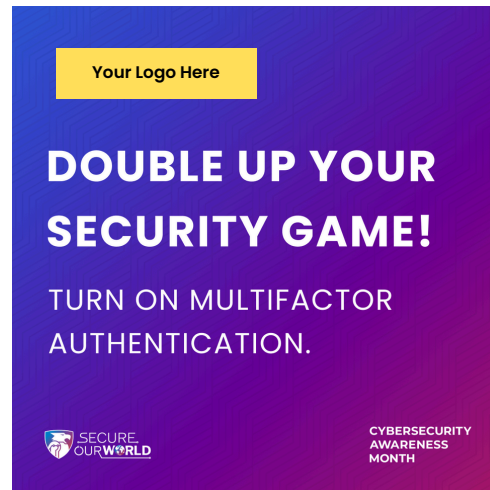 Your Logo Here
DOUBLE UP YOUR
SECURITY GAME!
TURN ON MULTIFACTOR
AUTHENTICATION.
SECURE
OUR WORLD
CYBERSECURITY
AWARENESS
MONTH